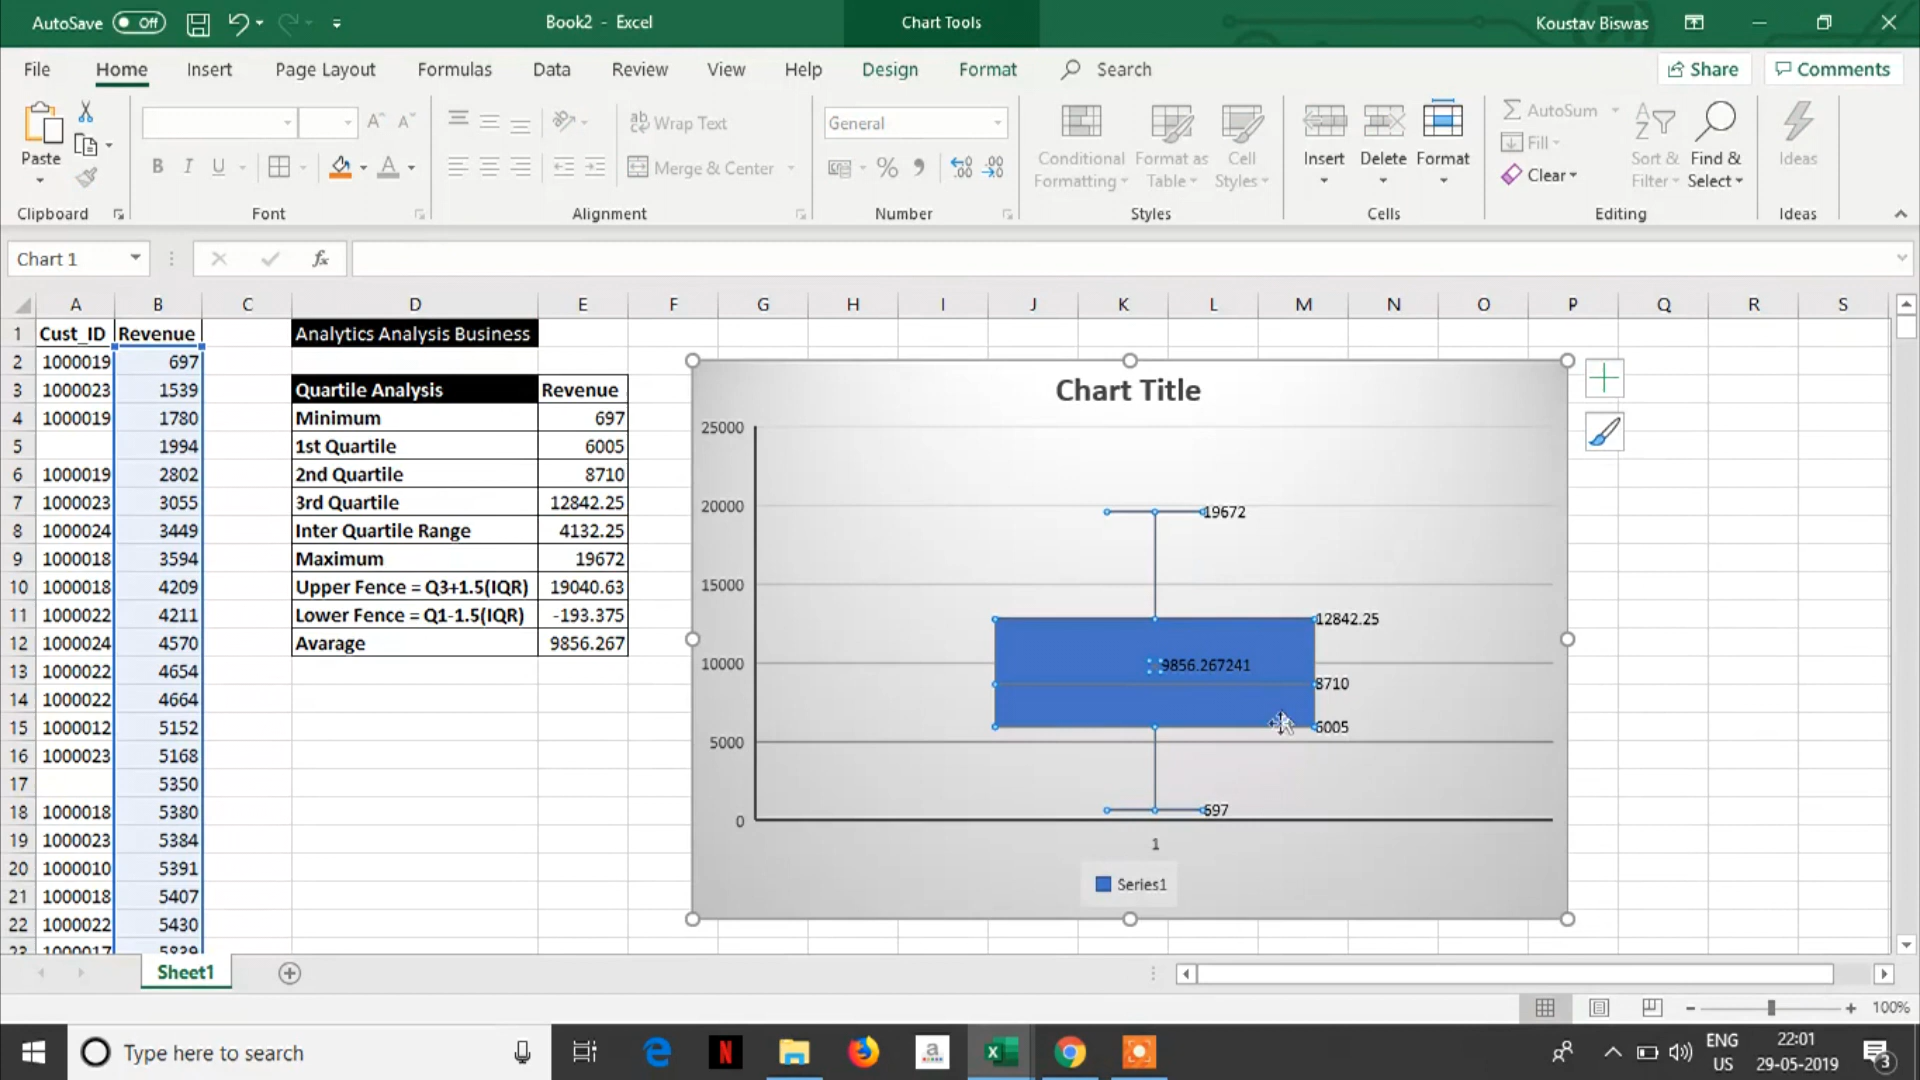 AutoSave Off Book2 - Excel Chart Tools Koustav Biswas
File Home Insert Page Layout Formulas Data Review View Help Design Format Search Share Comments
Paste
Wrap Text
Merge & Center
General
Conditional Formatting
Format as Table
Cell Styles
Insert Delete Format
AutoSum
Fill
Clear
Sort & Filter
Find & Select
Ideas
B I U A %
Clipboard Font Alignment Number Styles Cells Editing Ideas
Chart 1 fx
A B C D E F G H I J K L M N O P Q R S
1 Cust_ID Revenue Analytics Analysis Business
2 1000019 697
3 1000023 1539 Quartile Analysis Revenue
4 1000019 1780 Minimum 697
5 1994 1st Quartile 6005
6 1000019 2802 2nd Quartile 8710
7 1000023 3055 3rd Quartile 12842.25
8 1000024 3449 Inter Quartile Range 4132.25
9 1000018 3594 Maximum 19672
10 1000018 4209 Upper Fence = Q3+1.5(IQR) 19040.63
11 1000022 4211 Lower Fence = Q1-1.5(IQR) -193.375
12 1000024 4570 Avarage 9856.267
13 1000022 4654
14 1000022 4664
15 1000012 5152
16 1000023 5168
17 5350
18 1000018 5380
19 1000023 5384
20 1000010 5391
21 1000018 5407
22 1000022 5430
23 1000017 5839
Chart Title
25000
20000
15000
10000
5000
0
19672
12842.25
9856.267241
8710
6005
697
1
Series1
Sheet1
100%
Type here to search
N
a
X
ENG
US
22:01
29-05-2019
3